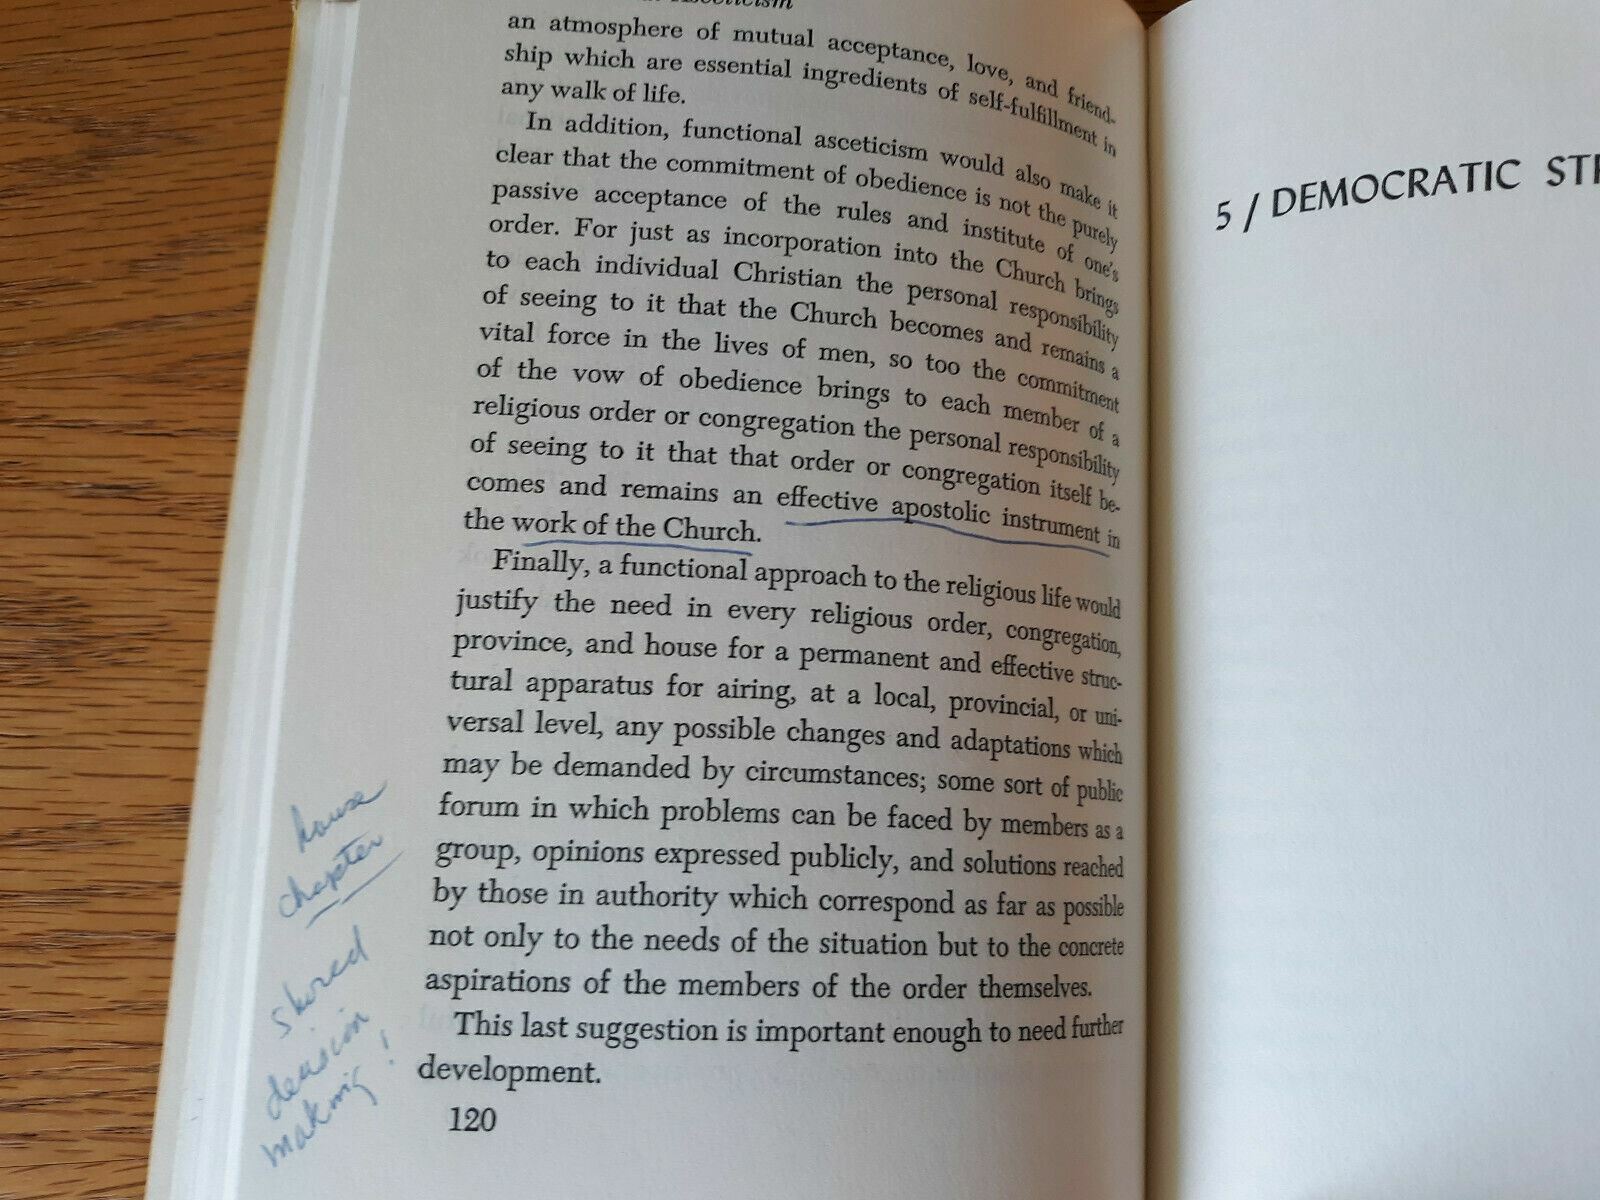 Asceticism
an atmosphere of mutual acceptance, love, and friend-
ship which are essential ingredients of self-fulfillment in
any walk of life.
In addition, functional asceticism would also make it
clear that the commitment of obedience is not the purely
passive acceptance of the rules and institute of one's
order. For just as incorporation into the Church brings
to each individual Christian the personal responsibility
of seeing to it that the Church becomes and remains a
vital force in the lives of men, so too the commitment
of the vow of obedience brings to each member of a
religious order or congregation the personal responsibility
of seeing to it that that order or congregation itself be-
comes and remains an effective apostolic instrument in
the work of the Church.
Finally, a functional approach to the religious life would
justify the need in every religious order, congregation,
province, and house for a permanent and effective struc-
tural apparatus for airing, at a local, provincial, or uni-
versal level, any possible changes and adaptations which
may be demanded by circumstances; some sort of public
forum in which problems can be faced by members as a
group, opinions expressed publicly, and solutions reached
by those in authority which correspond as far as possible
not only to the needs of the situation but to the concrete
aspirations of the members of the order themselves.
This last suggestion is important enough to need further
development.
120
house
chapter
shared
decision
making!
5 / DEMOCRATIC